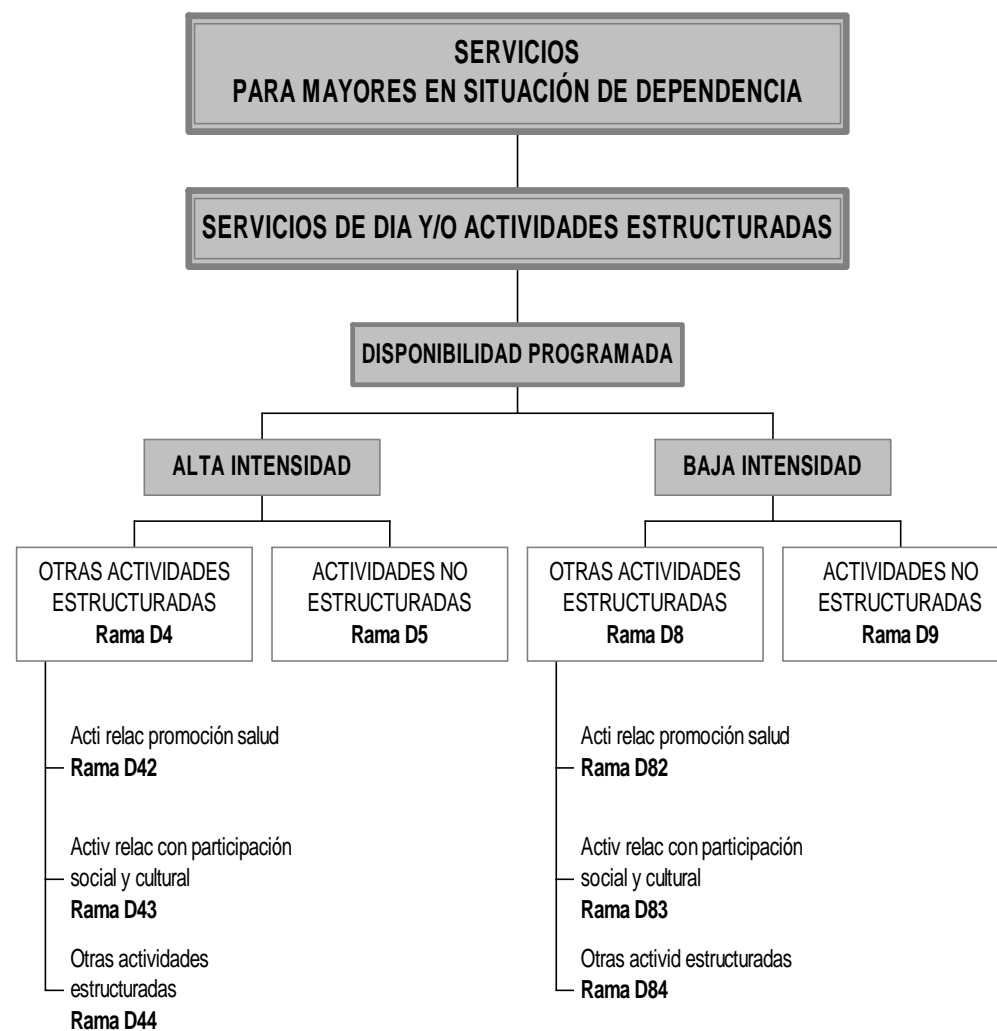 SERVICIOS
PARA MAYORES EN SITUACIÓN DE DEPENDENCIA
SERVICIOS DE DIA Y/O ACTIVIDADES ESTRUCTURADAS
DISPONIBILIDAD PROGRAMADA
ALTA INTENSIDAD
BAJA INTENSIDAD
OTRAS ACTIVIDADES
ESTRUCTURADAS
Rama D4
ACTIVIDADES NO
ESTRUCTURADAS
Rama D5
OTRAS ACTIVIDADES
ESTRUCTURADAS
Rama D8
ACTIVIDADES NO
ESTRUCTURADAS
Rama D9
Acti relac promoción salud
Rama D42
Activ relac con participación
social y cultural
Rama D43
Otras actividades
estructuradas
Rama D44
Acti relac promoción salud
Rama D82
Activ relac con participación
social y cultural
Rama D83
Otras activid estructuradas
Rama D84